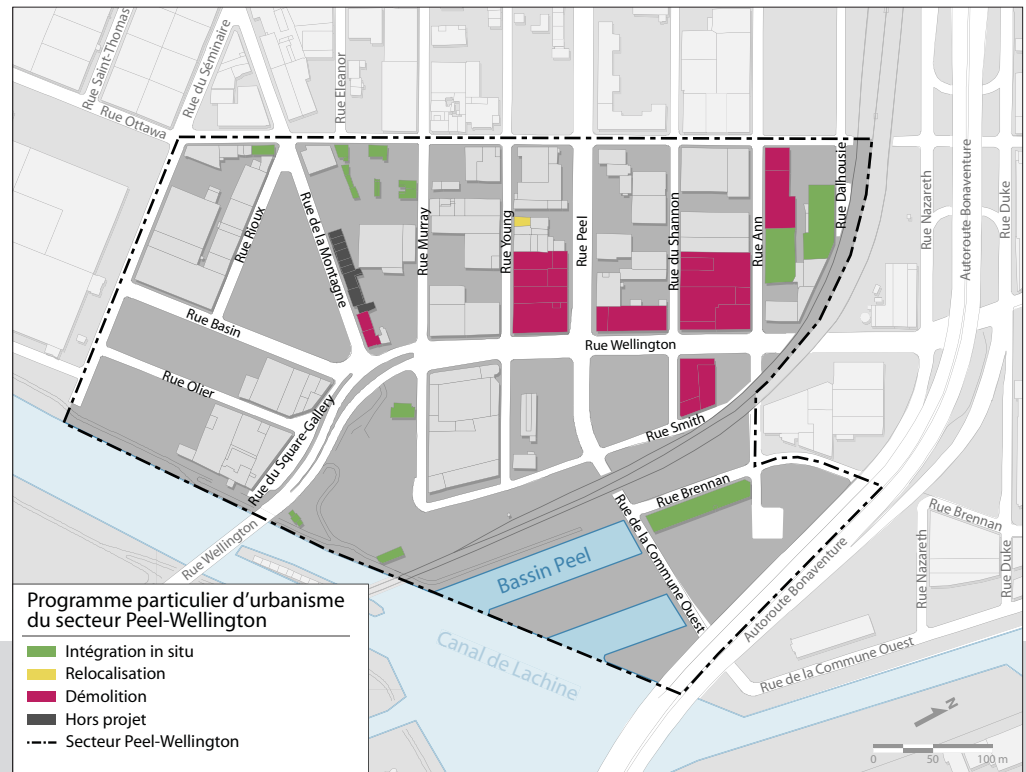 Rue Saint-Thomas
Rue du Séminaire
Rue Eleanor
Rue Ottawa
Rue Rioux
Rue de la Montagne
Rue Murray
Rue Young
Rue Peel
Rue du Shannon
Rue Ann
Rue Dalhousie
Rue Nazareth
Autoroute Bonaventure
Rue Duke
Rue Basin
Rue Wellington
Rue Olier
Rue du Square-Gallery
Rue Smith
Rue Brennan
Rue Wellington
Rue de la Commune Ouest
Bassin Peel
Autoroute Bonaventure
Rue Brennan
Rue Nazareth
Rue Duke
Canal de Lachine
Rue de la Commune Ouest
Programme particulier d'urbanisme
du secteur Peel-Wellington
Intégration in situ
Relocalisation
Démolition
Hors projet
Secteur Peel-Wellington
N
0 50 100 m